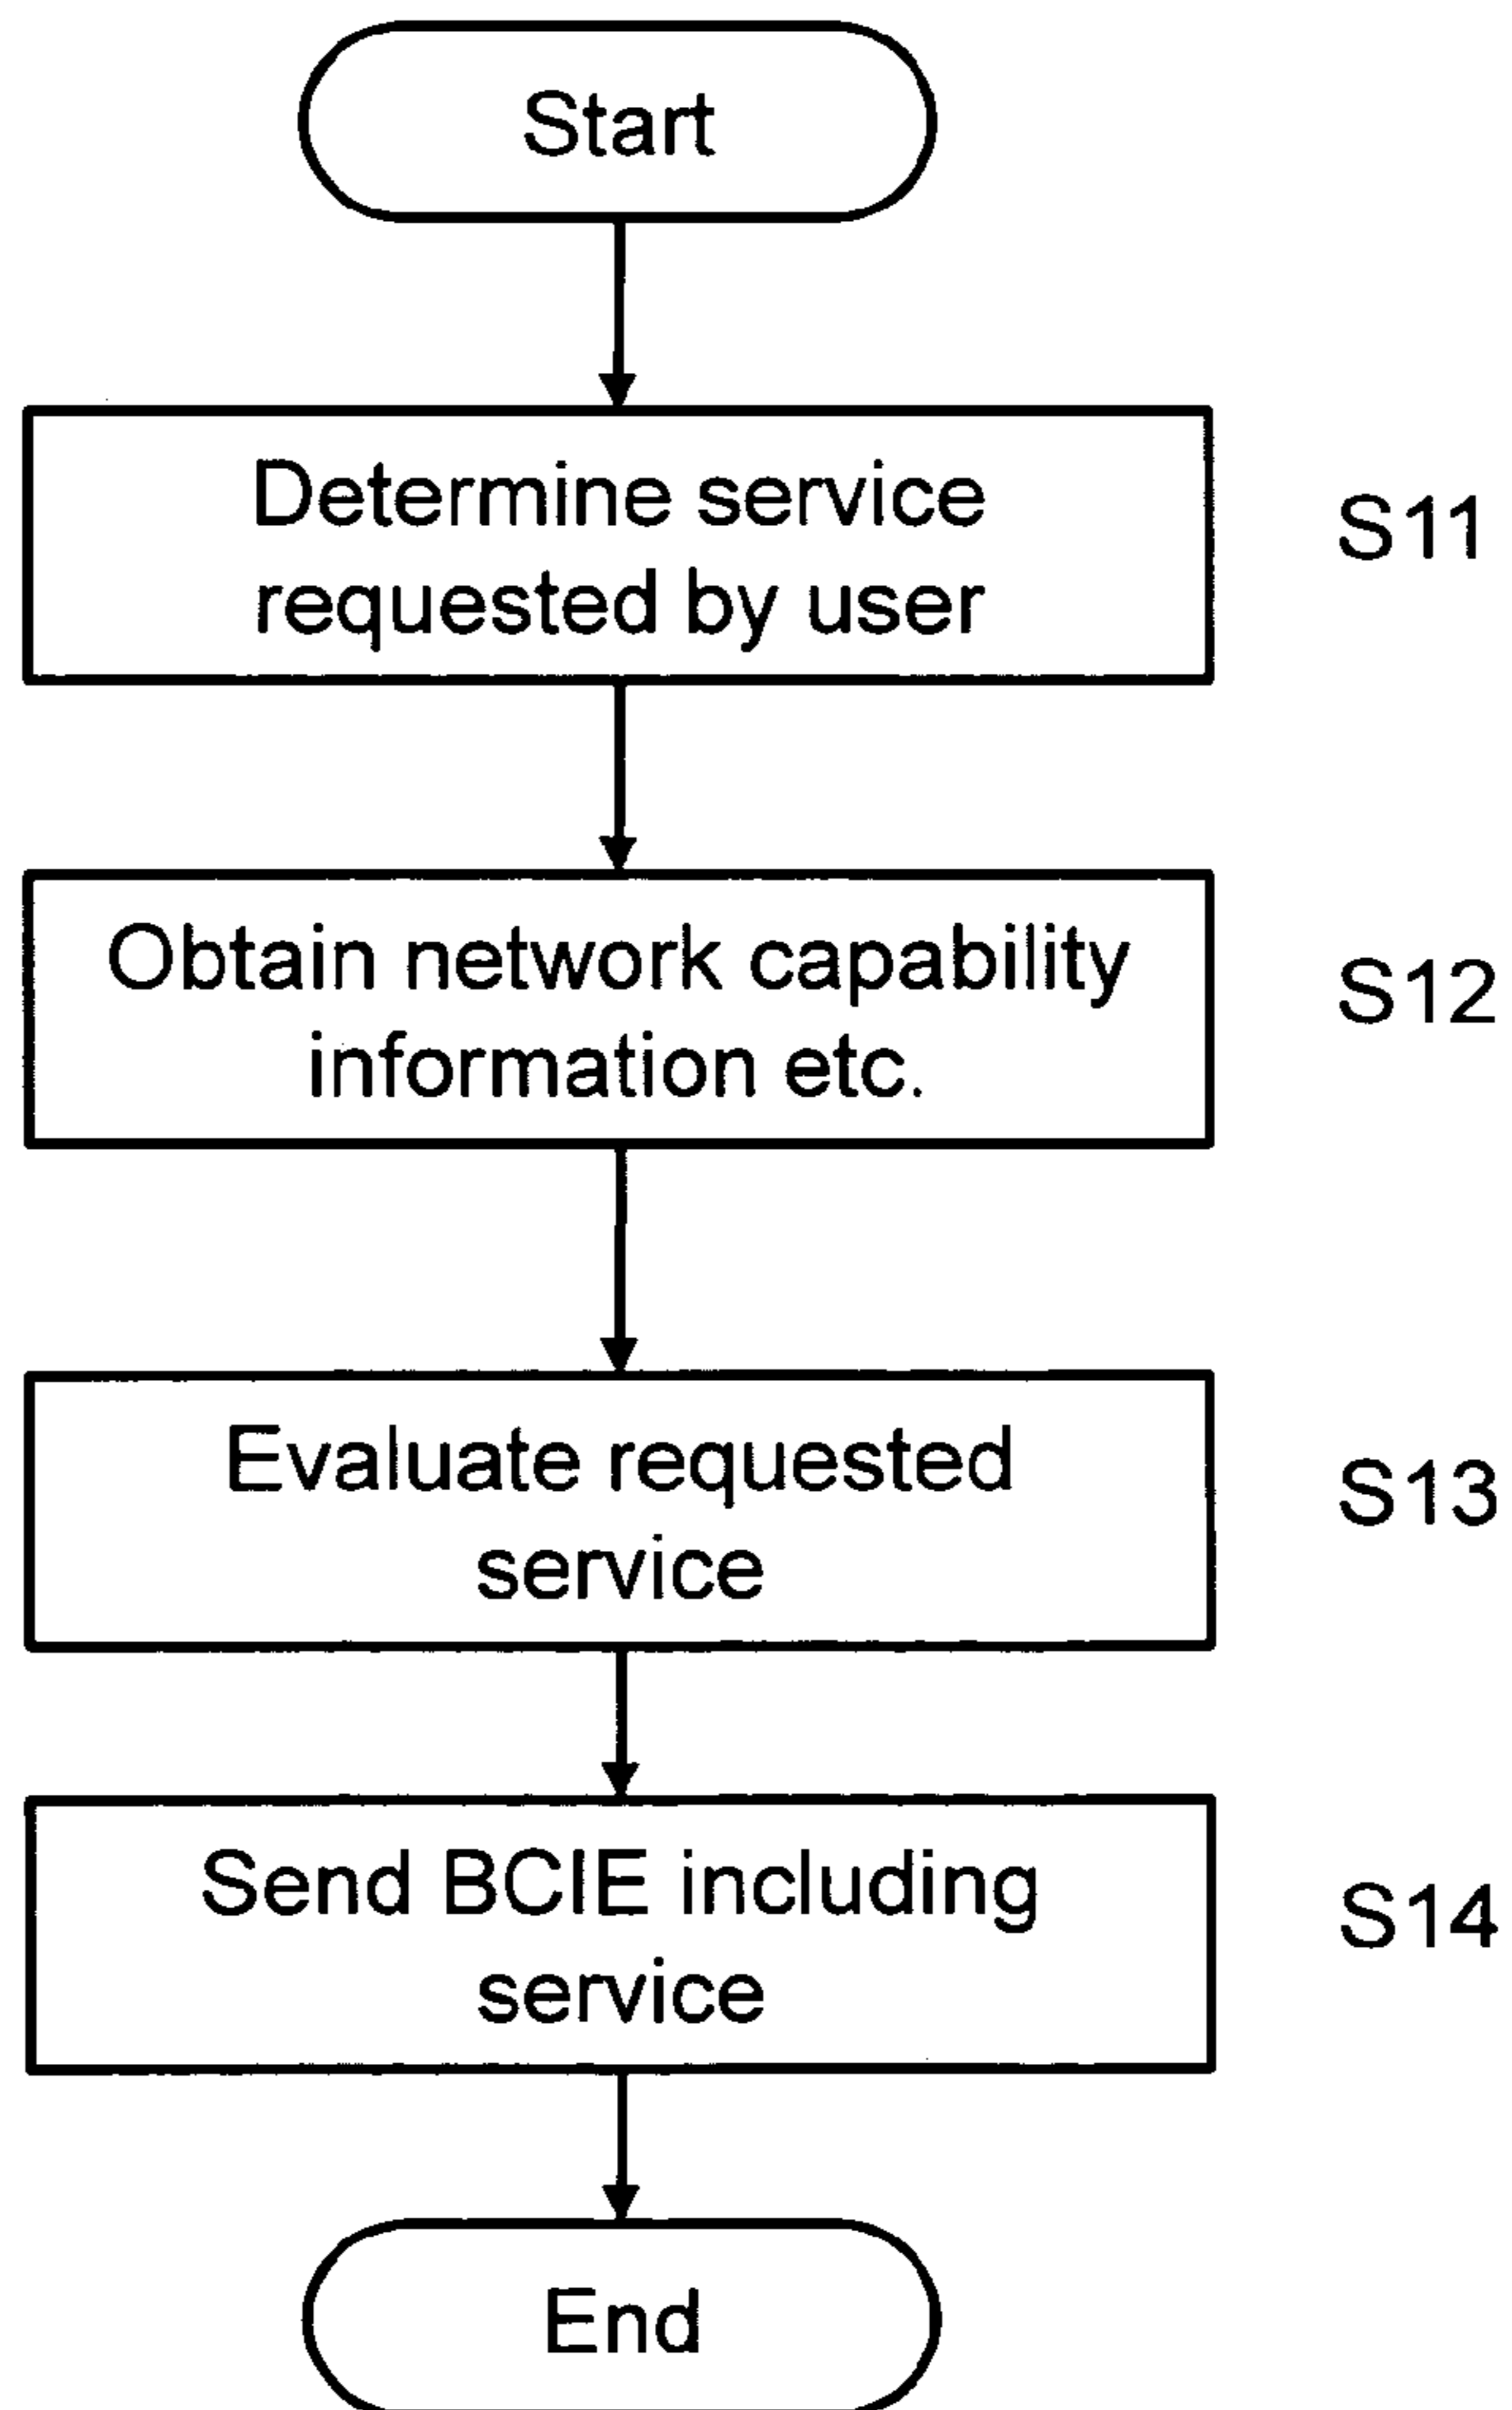 Start
Determine service
requested by user
S11
Obtain network capability
information etc.
S12
Evaluate requested
service
S13
Send BCIE including
service
S14
End